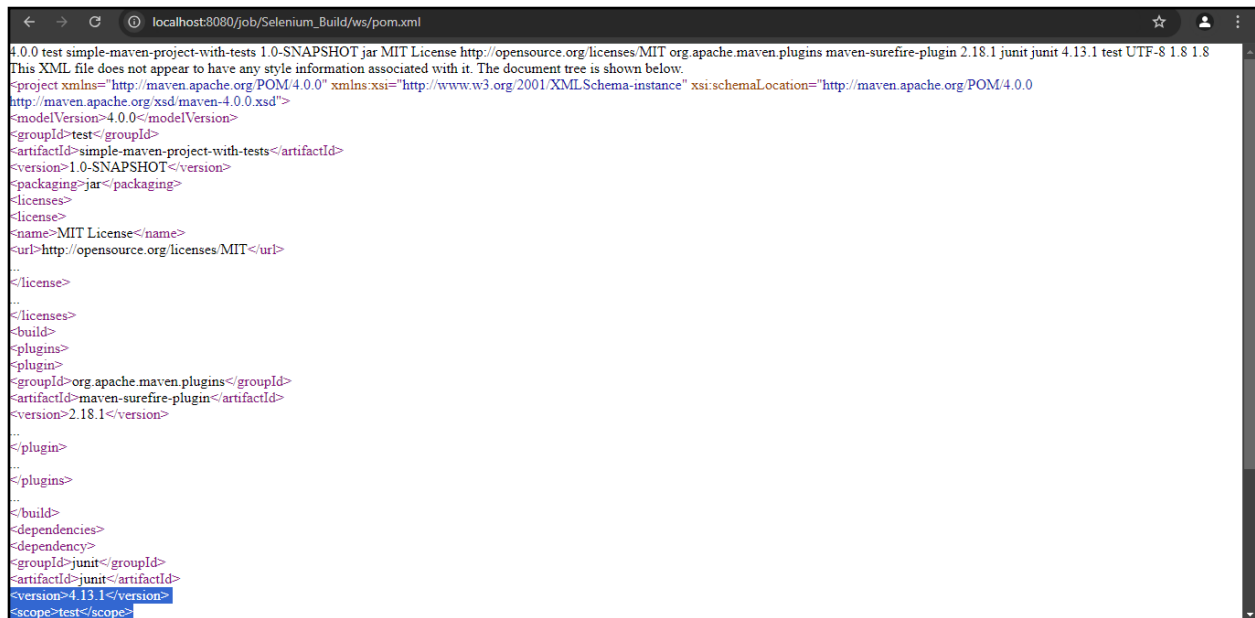 localhost:8080/job/Selenium_Build/ws/pom.xml
4.0.0 test simple-maven-project-with-tests 1.0-SNAPSHOT jar MIT License http://opensource.org/licenses/MIT org.apache.maven.plugins maven-surefire-plugin 2.18.1 junit junit 4.13.1 test UTF-8 1.8 1.8
This XML file does not appear to have any style information associated with it. The document tree is shown below.
<project xmlns="http://maven.apache.org/POM/4.0.0" xmlns:xsi="http://www.w3.org/2001/XMLSchema-instance" xsi:schemaLocation="http://maven.apache.org/POM/4.0.0
http://maven.apache.org/xsd/maven-4.0.0.xsd">
<modelVersion>4.0.0</modelVersion>
<groupId>test</groupId>
<artifactId>simple-maven-project-with-tests</artifactId>
<version>1.0-SNAPSHOT</version>
<packaging>jar</packaging>
<licenses>
<license>
<name>MIT License</name>
<url>http://opensource.org/licenses/MIT</url>
...
</license>
...
</licenses>
<build>
<plugins>
<plugin>
<groupId>org.apache.maven.plugins</groupId>
<artifactId>maven-surefire-plugin</artifactId>
<version>2.18.1</version>
...
</plugin>
...
</plugins>
...
</build>
<dependencies>
<dependency>
<groupId>junit</groupId>
<artifactId>junit</artifactId>
<version>4.13.1</version>
<scope>test</scope>